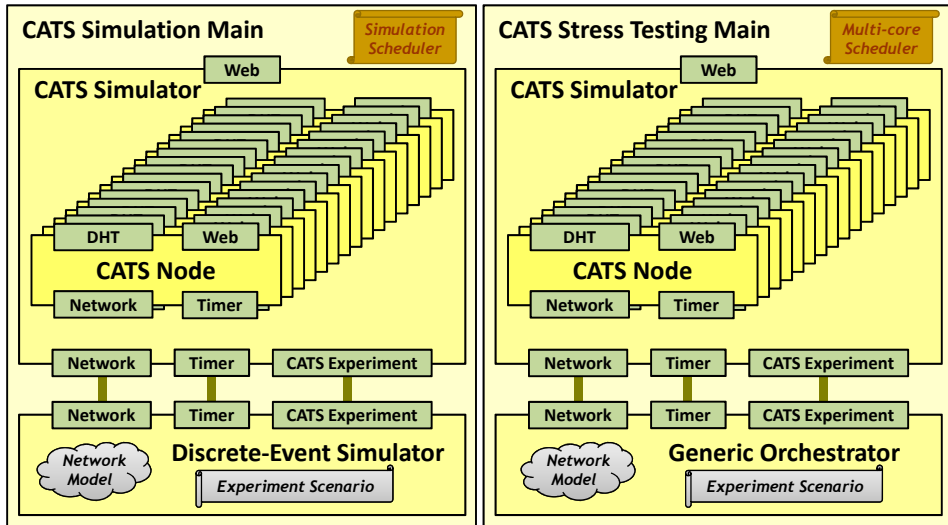 CATS Simulation Main
Simulation
Scheduler
Web
CATS Simulator
DHT
Web
CATS Node
Network
Timer
Network
Timer
CATS Experiment
Network
Timer
CATS Experiment
Discrete-Event Simulator
Network
Model
Experiment Scenario
CATS Stress Testing Main
Multi-core
Scheduler
Web
CATS Simulator
DHT
Web
CATS Node
Network
Timer
Network
Timer
CATS Experiment
Network
Timer
CATS Experiment
Generic Orchestrator
Network
Model
Experiment Scenario